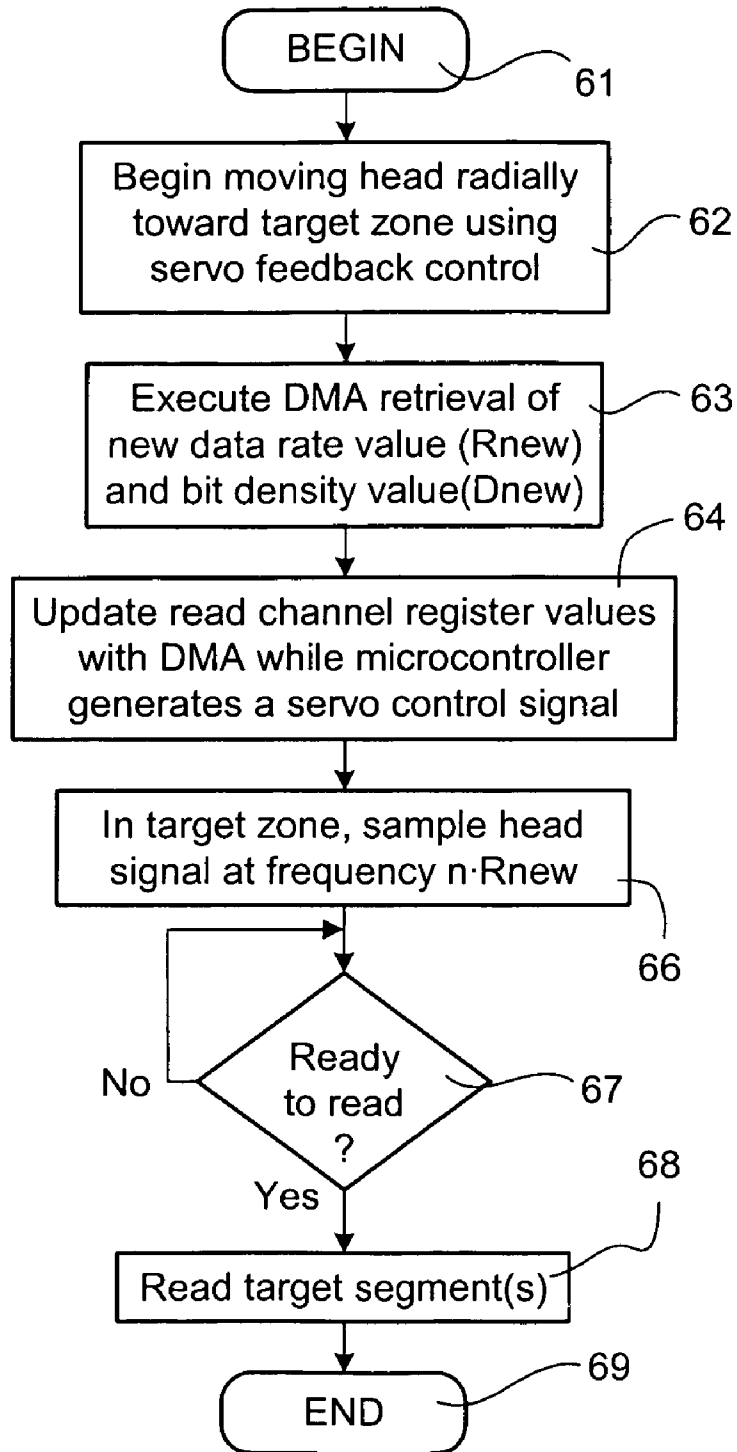 BEGIN
61
Begin moving head radially
toward target zone using
servo feedback control
62
Execute DMA retrieval of
new data rate value (Rnew)
and bit density value(Dnew)
63
64
Update read channel register values
with DMA while microcontroller
generates a servo control signal
In target zone, sample head
signal at frequency n·Rnew
66
Ready
to read
?
67
No
Yes
68
Read target segment(s)
END
69